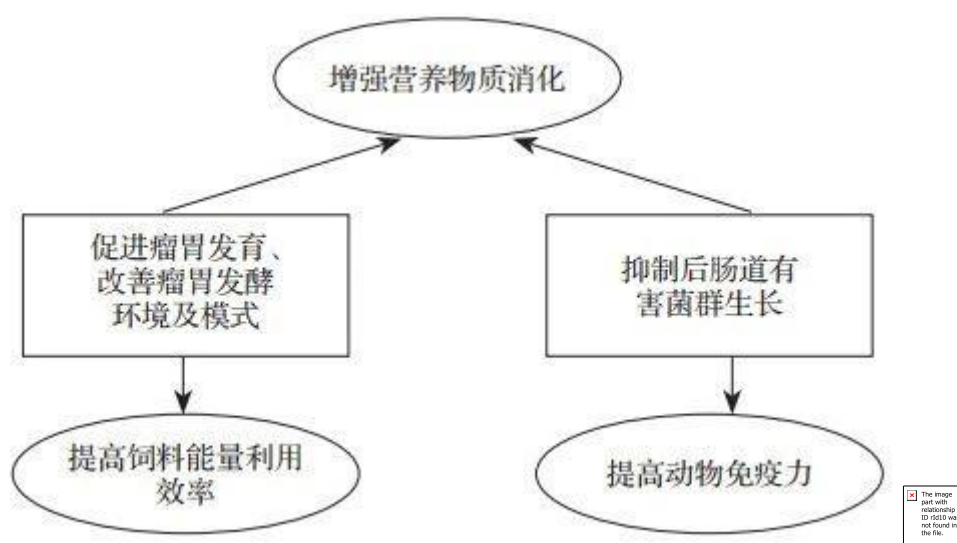 增强营养物质消化
促进瘤胃发育、
改善瘤胃发酵
环境及模式
抑制后肠道有
害菌群生长
提高饲料能量利用
效率
提高动物免疫力
The image
part with
relationship
ID rId10 wa
not found in
the file.